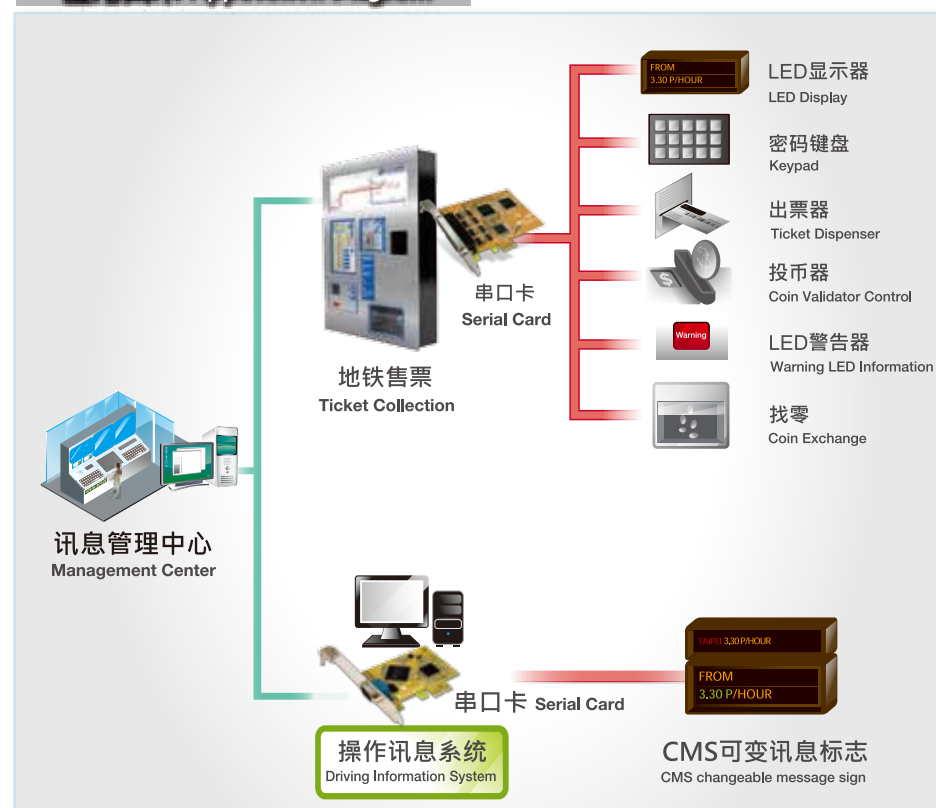 FROM
3.30 P/HOUR
LED显示器
LED Display
密码键盘
Keypad
出票器
Ticket Dispenser
投币器
Coin Validator Control
Warning
LED警告器
Warning LED Information
找零
Coin Exchange
串口卡
Serial Card
地铁售票
Ticket Collection
讯息管理中心
Management Center
串口卡 Serial Card
操作讯息系统
Driving Information System
TAIPEI 3,30 P/HOUR
FROM
3.30 P/HOUR
CMS可变讯息标志
CMS changeable message sign